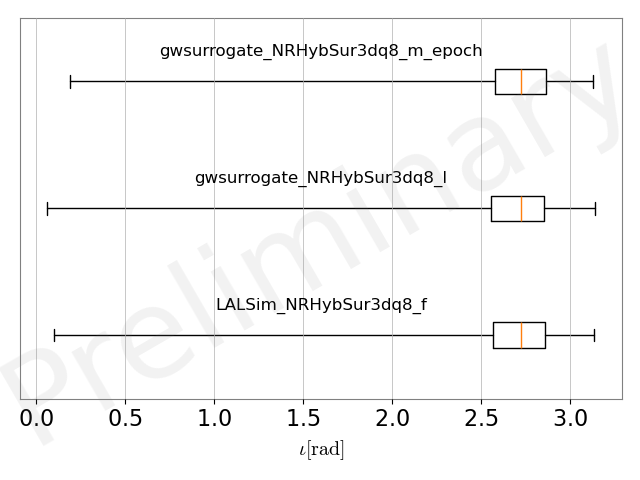 gwsurrogate_NRHybSur3dq8_m_epoch
gwsurrogate_NRHybSur3dq8_l
LALSim_NRHybSur3dq8_f
Preliminary
0.0 0.5 1.0 1.5 2.0 2.5 3.0
ι[rad]